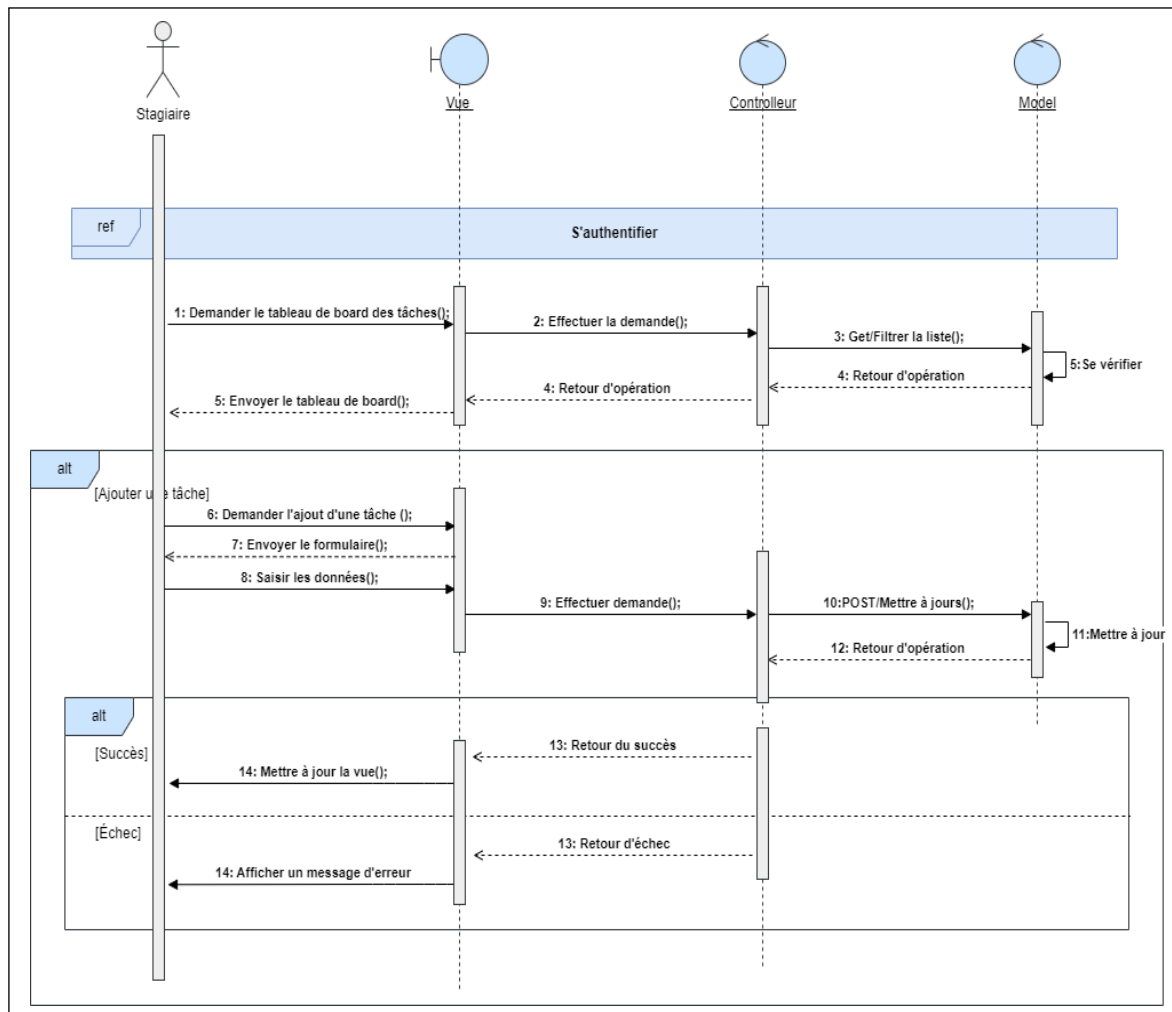 Stagiaire
Vue
Controlleur
Model
ref
S'authentifier
1: Demander le tableau de board des tâches();
2: Effectuer la demande();
3: Get/Filtrer la liste();
5:Se vérifier
4: Retour d'opération
4: Retour d'opération
5: Envoyer le tableau de board();
alt
[Ajouter une tâche]
6: Demander l'ajout d'une tâche ();
7: Envoyer le formulaire();
8: Saisir les données();
9: Effectuer demande();
10:POST/Mettre à jours();
11:Mettre à jour
12: Retour d'opération
alt
[Succès]
13: Retour du succès
14: Mettre à jour la vue();
[Échec]
13: Retour d'échec
14: Afficher un message d'erreur